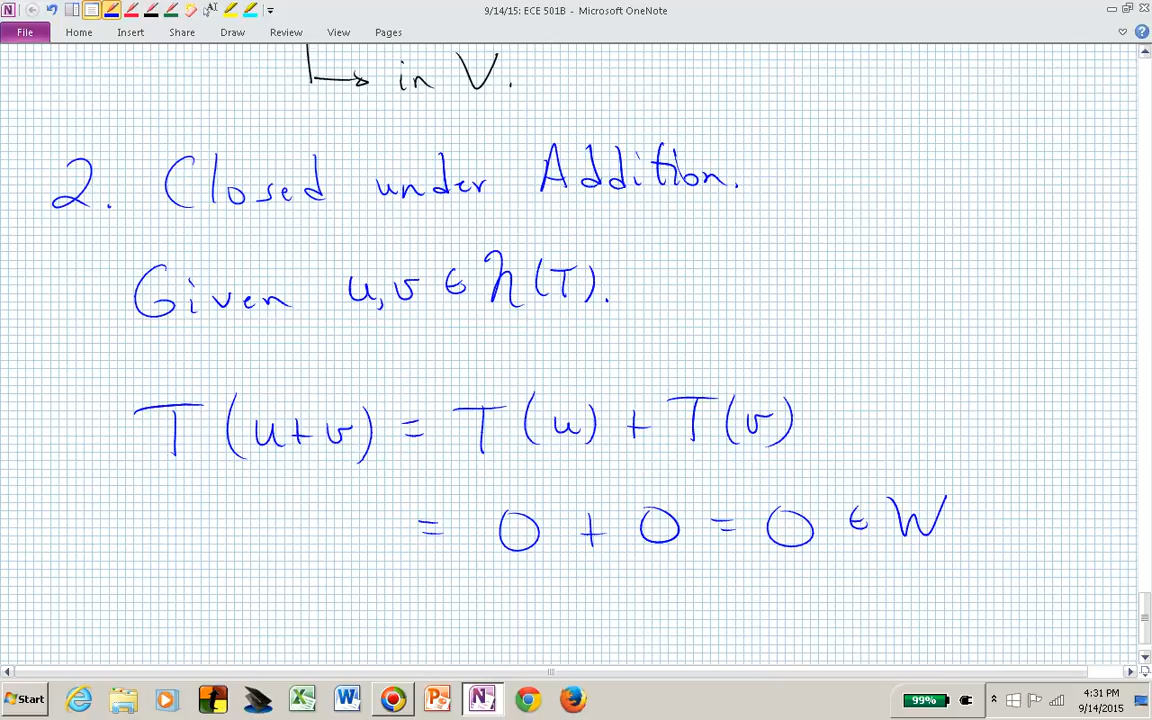 9/14/15: ECE 501B - Microsoft OneNote
File Home Insert Share Draw Review View Pages
in V.
2. Closed under Addition.
Given u,v ∈ η(T).
T(u+v) = T(u) + T(v)
= 0 + 0 = 0 ∈ W
Start 99% 4:31 PM
9/14/2015